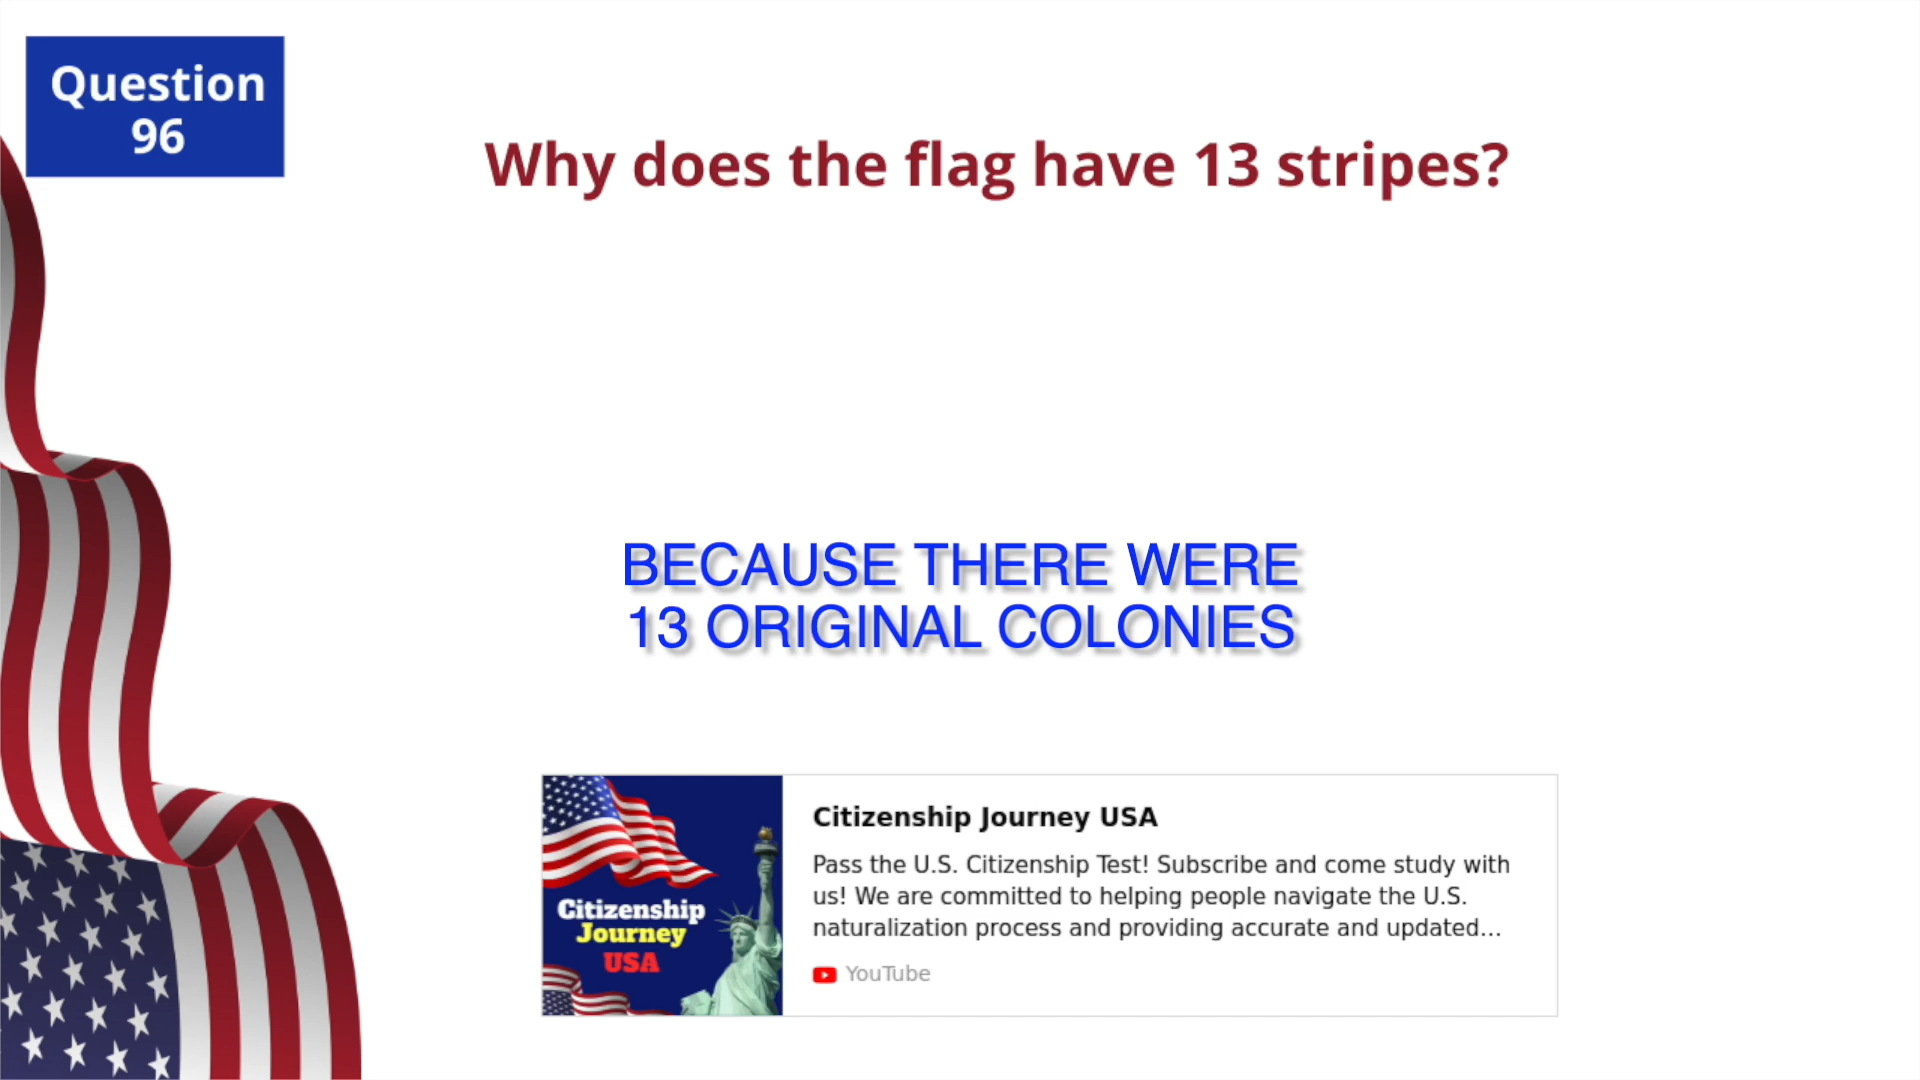 Question
96
Why does the flag have 13 stripes?
BECAUSE THERE WERE
13 ORIGINAL COLONIES
Citizenship
Journey
USA
Citizenship Journey USA
Pass the U.S. Citizenship Test! Subscribe and come study with
us! We are committed to helping people navigate the U.S.
naturalization process and providing accurate and updated...
YouTube